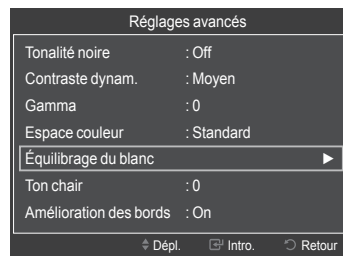 Réglages avancés
Tonalité noire : Off
Contraste dynam. : Moyen
Gamma : 0
Espace couleur : Standard
Équilibrage du blanc ►
Ton chair : 0
Amélioration des bords : On
Dépl. Intro. Retour